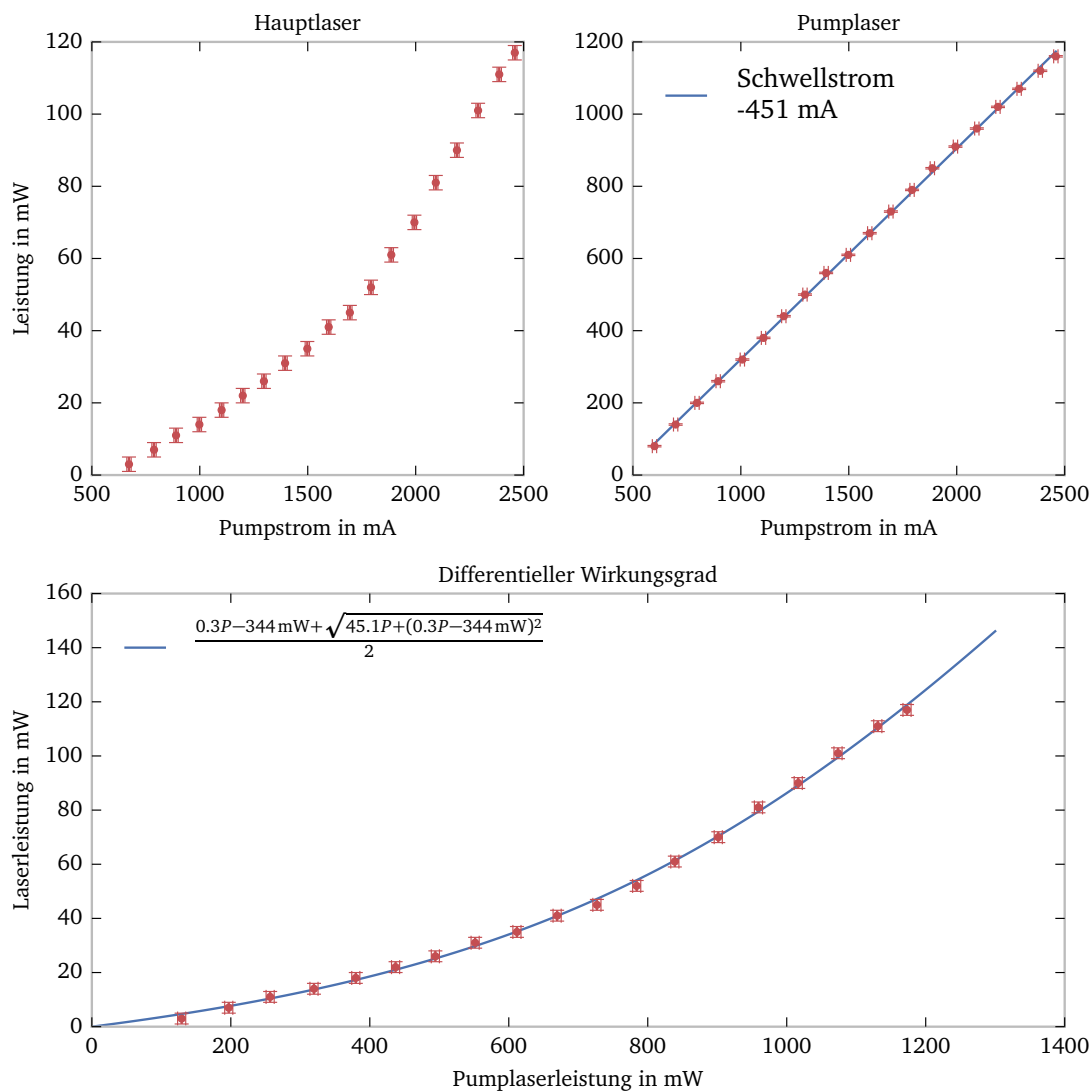 Hauptlaser
120
100
80
60
40
20
0
500 1000 1500 2000 2500
Leistung in mW
Pumpstrom in mA
Pumplaser
1200
1000
800
600
400
200
0
500 1000 1500 2000 2500
Schwellstrom
-451 mA
Pumpstrom in mA
Differentieller Wirkungsgrad
160
140
120
100
80
60
40
20
0
0 200 400 600 800 1000 1200 1400
0.3P−344 mW+√45.1P+(0.3P−344 mW)²
2
Laserleistung in mW
Pumplaserleistung in mW